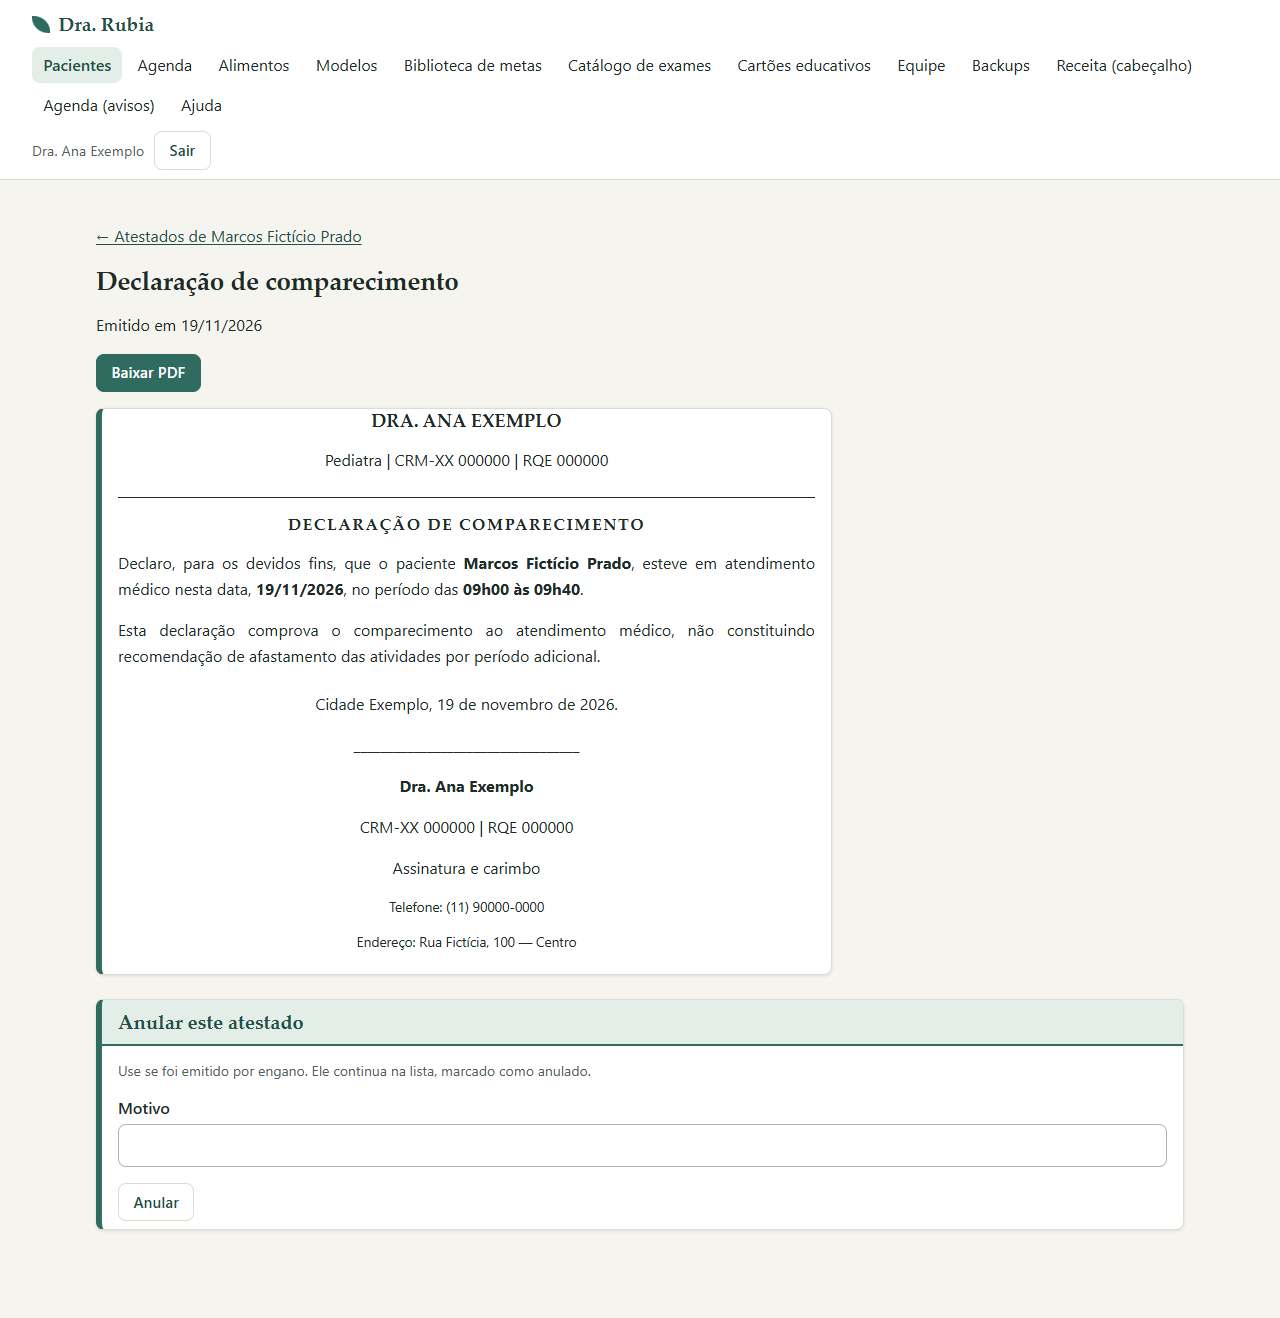 Dra. Rubia
Pacientes Agenda Alimentos Modelos Biblioteca de metas Catálogo de exames Cartões educativos Equipe Backups Receita (cabeçalho)
Agenda (avisos) Ajuda
Dra. Ana Exemplo Sair
← Atestados de Marcos Fictício Prado
Declaração de comparecimento
Emitido em 19/11/2026
Baixar PDF
DRA. ANA EXEMPLO
Pediatra | CRM-XX 000000 | RQE 000000
DECLARAÇÃO DE COMPARECIMENTO
Declaro, para os devidos fins, que o paciente Marcos Fictício Prado, esteve em atendimento
médico nesta data, 19/11/2026, no período das 09h00 às 09h40.
Esta declaração comprova o comparecimento ao atendimento médico, não constituindo
recomendação de afastamento das atividades por período adicional.
Cidade Exemplo, 19 de novembro de 2026.
Dra. Ana Exemplo
CRM-XX 000000 | RQE 000000
Assinatura e carimbo
Telefone: (11) 90000-0000
Endereço: Rua Fictícia, 100 — Centro
Anular este atestado
Use se foi emitido por engano. Ele continua na lista, marcado como anulado.
Motivo
Anular